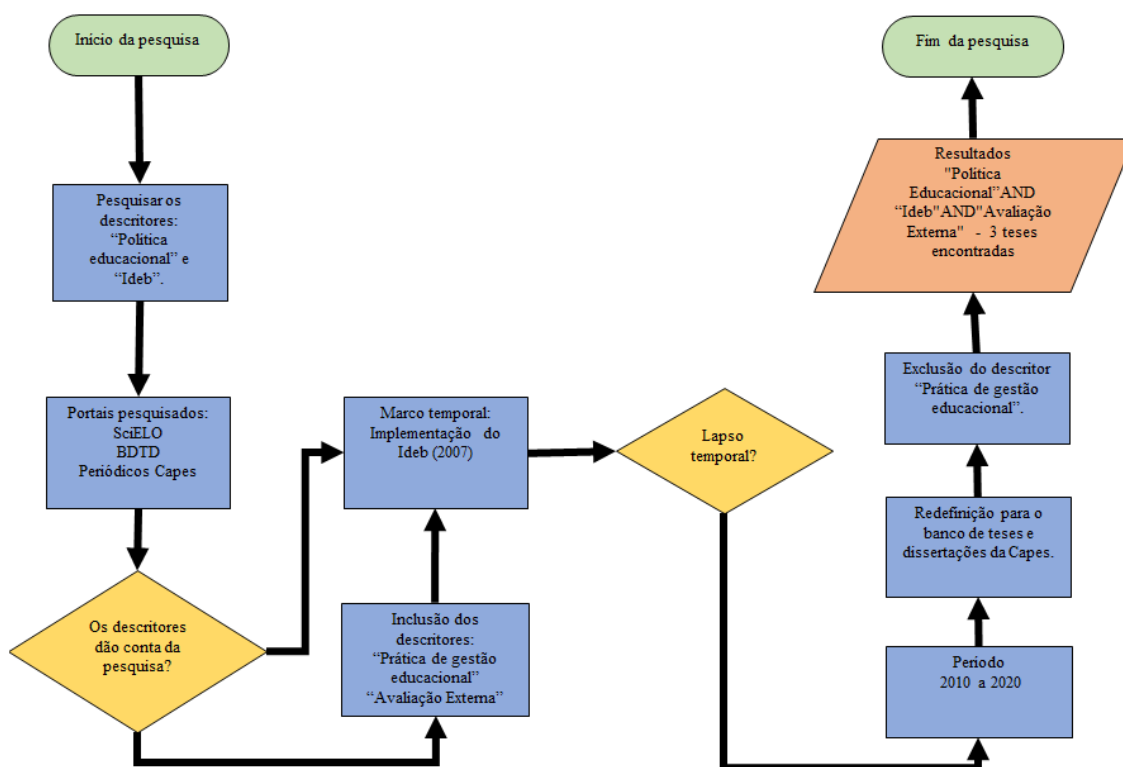 Início da pesquisa
Pesquisar os
descritores:
“Política
educacional” e
“Ideb”.
Portais pesquisados:
SciELO
BDTD
Periódicos Capes
Os descritores
dão conta da
pesquisa?
Inclusão dos
descritores:
“Prática de gestão
educacional”
“Avaliação Externa”
Marco temporal:
Implementação do
Ideb (2007)
Lapso
temporal?
Período
2010 a 2020
Redefinição para o
banco de teses e
dissertações da Capes.
Exclusão do descritor
“Prática de gestão
educacional”.
Resultados
"Política
Educacional”AND
“Ideb"AND"Avaliação
Externa" - 3 teses
encontradas
Fim da pesquisa